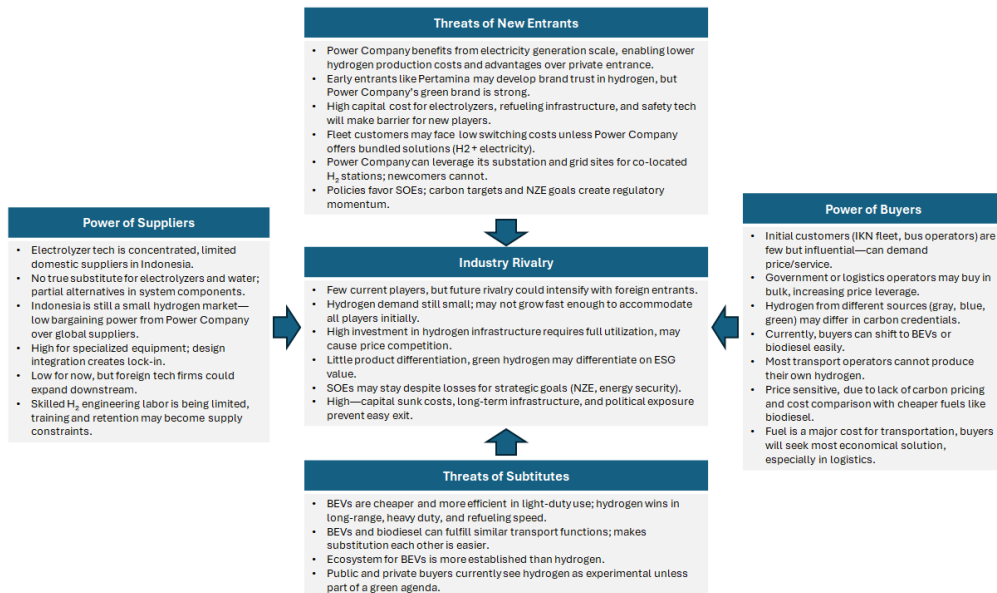 Threats of New Entrants
• Power Company benefits from electricity generation scale, enabling lower
hydrogen production costs and advantages over private entrance.
• Early entrants like Pertamina may develop brand trust in hydrogen, but
Power Company's green brand is strong.
• High capital cost for electrolyzers, refueling infrastructure, and safety tech
will make barrier for new players.
• Fleet customers may face low switching costs unless Power Company
offers bundled solutions (H2 + electricity).
• Power Company can leverage its substation and grid sites for co-located
H₂ stations; newcomers cannot.
• Policies favor SOEs; carbon targets and NZE goals create regulatory
momentum.
Power of Suppliers
• Electrolyzer tech is concentrated, limited
domestic suppliers in Indonesia.
• No true substitute for electrolyzers and water;
partial alternatives in system components.
• Indonesia is still a small hydrogen market—
low bargaining power from Power Company
over global suppliers.
• High for specialized equipment; design
integration creates lock-in.
• Low for now, but foreign tech firms could
expand downstream.
• Skilled H₂ engineering labor is being limited,
training and retention may become supply
constraints.
Industry Rivalry
• Few current players, but future rivalry could intensify with foreign entrants.
• Hydrogen demand still small; may not grow fast enough to accommodate
all players initially.
• High investment in hydrogen infrastructure requires full utilization, may
cause price competition.
• Little product differentiation, green hydrogen may differentiate on ESG
value.
• SOEs may stay despite losses for strategic goals (NZE, energy security).
• High—capital sunk costs, long-term infrastructure, and political exposure
prevent easy exit.
Power of Buyers
• Initial customers (IKN fleet, bus operators) are
few but influential—can demand
price/service.
• Government or logistics operators may buy in
bulk, increasing price leverage.
• Hydrogen from different sources (gray, blue,
green) may differ in carbon credentials.
• Currently, buyers can shift to BEVs or
biodiesel easily.
• Most transport operators cannot produce
their own hydrogen.
• Price sensitive, due to lack of carbon pricing
and cost comparison with cheaper fuels like
biodiesel.
• Fuel is a major cost for transportation, buyers
will seek most economical solution,
especially in logistics.
Threats of Subtitutes
• BEVs are cheaper and more efficient in light-duty use; hydrogen wins in
long-range, heavy duty, and refueling speed.
• BEVs and biodiesel can fulfill similar transport functions; makes
substitution each other is easier.
• Ecosystem for BEVs is more established than hydrogen.
• Public and private buyers currently see hydrogen as experimental unless
part of a green agenda.